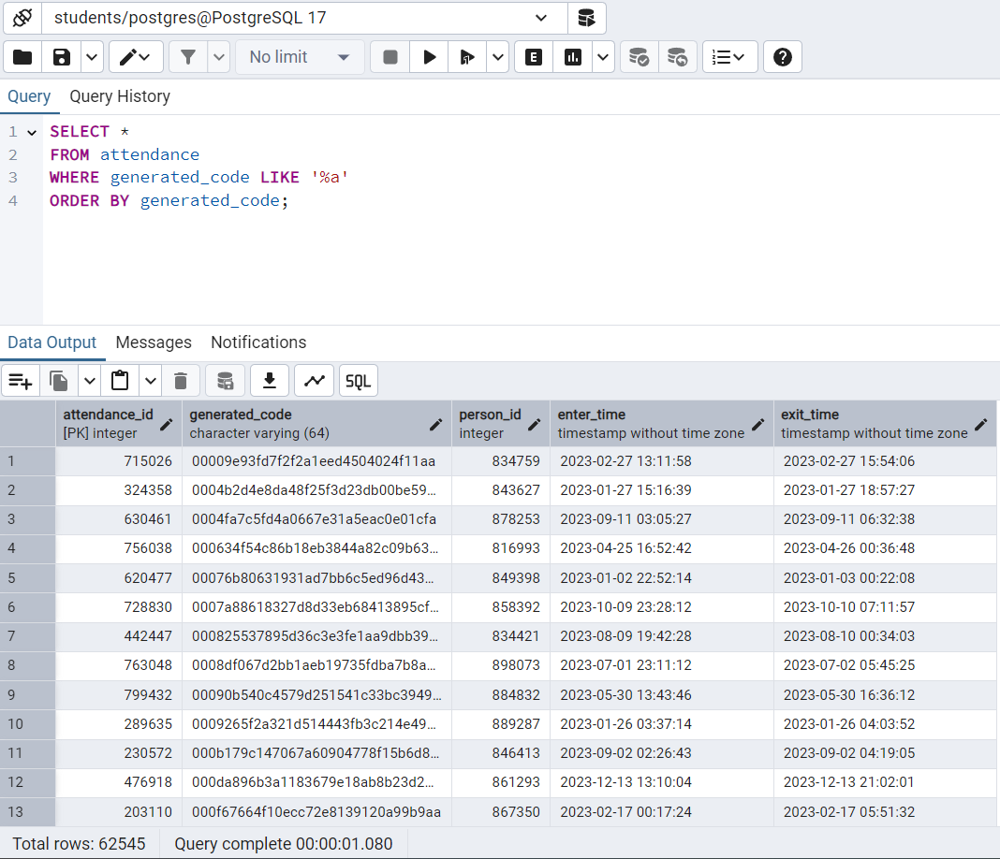 students/postgres@PostgreSQL 17
No limit
E
Query Query History
1 SELECT *
2 FROM attendance
3 WHERE generated_code LIKE '%a'
4 ORDER BY generated_code;
Data Output Messages Notifications
SQL
attendance_id generated_code person_id enter_time exit_time
[PK] integer character varying (64) integer timestamp without time zone timestamp without time zone
1 715026 00009e93fd7f2f2a1eed4504024f11aa 834759 2023-02-27 13:11:58 2023-02-27 15:54:06
2 324358 0004b2d4e8da48f25f3d23db00be59… 843627 2023-01-27 15:16:39 2023-01-27 18:57:27
3 630461 0004fa7c5fd4a0667e31a5eac0e01cfa 878253 2023-09-11 03:05:27 2023-09-11 06:32:38
4 756038 000634f54c86b18eb3844a82c09b63… 816993 2023-04-25 16:52:42 2023-04-26 00:36:48
5 620477 00076b80631931ad7bb6c5ed96d43… 849398 2023-01-02 22:52:14 2023-01-03 00:22:08
6 728830 0007a88618327d8d33eb68413895cf… 858392 2023-10-09 23:28:12 2023-10-10 07:11:57
7 442447 000825537895d36c3e3fe1aa9dbb39… 834421 2023-08-09 19:42:28 2023-08-10 00:34:03
8 763048 0008df067d2bb1aeb19735fdba7b8a… 898073 2023-07-01 23:11:12 2023-07-02 05:45:25
9 799432 00090b540c4579d251541c33bc3949… 884832 2023-05-30 13:43:46 2023-05-30 16:36:12
10 289635 0009265f2a321d514443fb3c214e49… 889287 2023-01-26 03:37:14 2023-01-26 04:03:52
11 230572 000b179c147067a60904778f15b6d8… 846413 2023-09-02 02:26:43 2023-09-02 04:19:05
12 476918 000da896b3a1183679e18ab8b23d2… 861293 2023-12-13 13:10:04 2023-12-13 21:02:01
13 203110 000f67664f10ecc72e8139120a99b9aa 867350 2023-02-17 00:17:24 2023-02-17 05:51:32
Total rows: 62545 Query complete 00:00:01.080